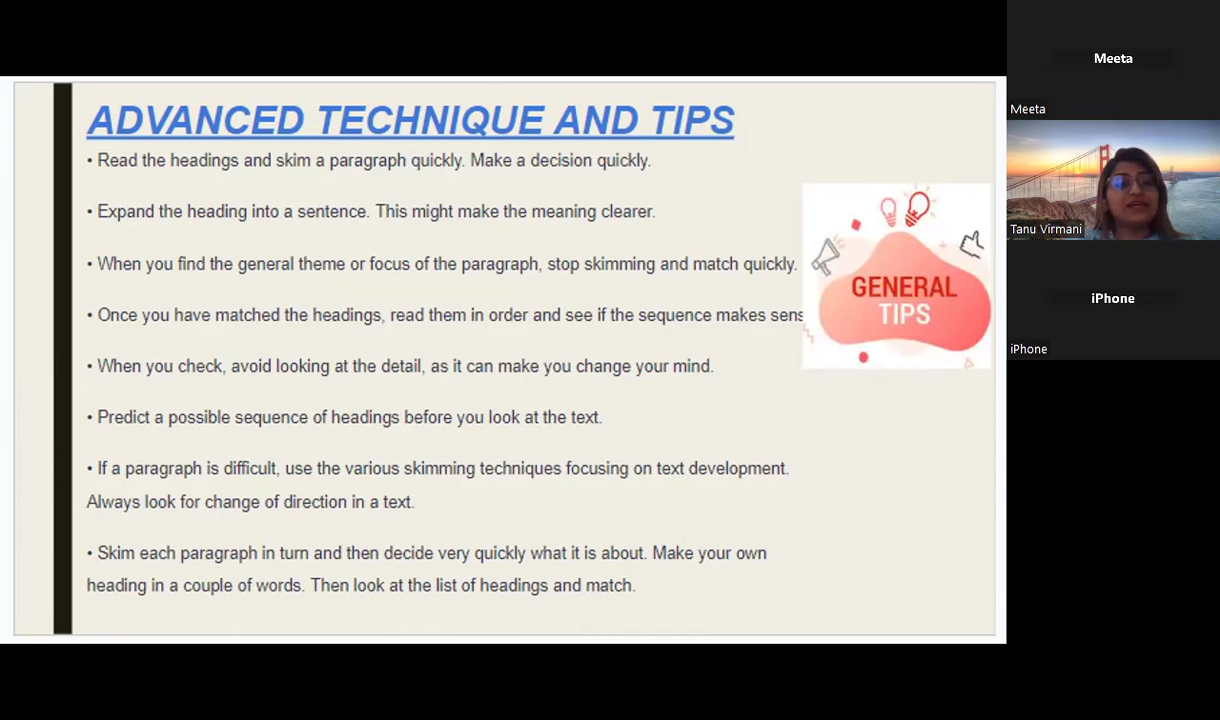 ADVANCED TECHNIQUE AND TIPS
• Read the headings and skim a paragraph quickly. Make a decision quickly.
• Expand the heading into a sentence. This might make the meaning clearer.
• When you find the general theme or focus of the paragraph, stop skimming and match quickly.
• Once you have matched the headings, read them in order and see if the sequence makes sens
• When you check, avoid looking at the detail, as it can make you change your mind.
• Predict a possible sequence of headings before you look at the text.
• If a paragraph is difficult, use the various skimming techniques focusing on text development.
Always look for change of direction in a text.
• Skim each paragraph in turn and then decide very quickly what it is about. Make your own
heading in a couple of words. Then look at the list of headings and match.
GENERAL
TIPS
Meeta
Meeta
Tanu Virmani
iPhone
iPhone